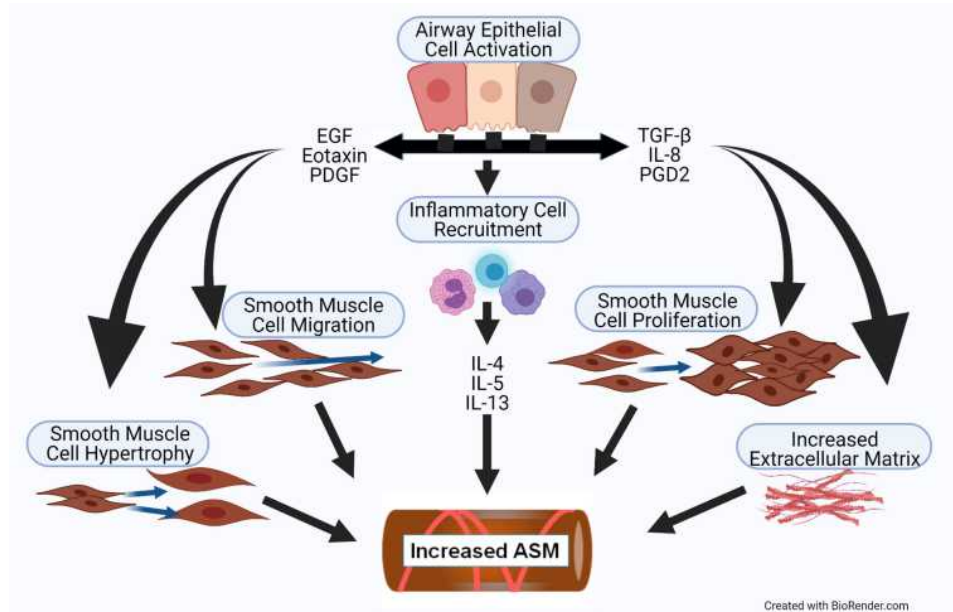 Airway Epithelial
Cell Activation
EGF
Eotaxin
PDGF
TGF-β
IL-8
PGD2
Inflammatory Cell
Recruitment
Smooth Muscle
Cell Migration
Smooth Muscle
Cell Proliferation
IL-4
IL-5
IL-13
Smooth Muscle
Cell Hypertrophy
Increased
Extracellular Matrix
Increased ASM
Created with BioRender.com